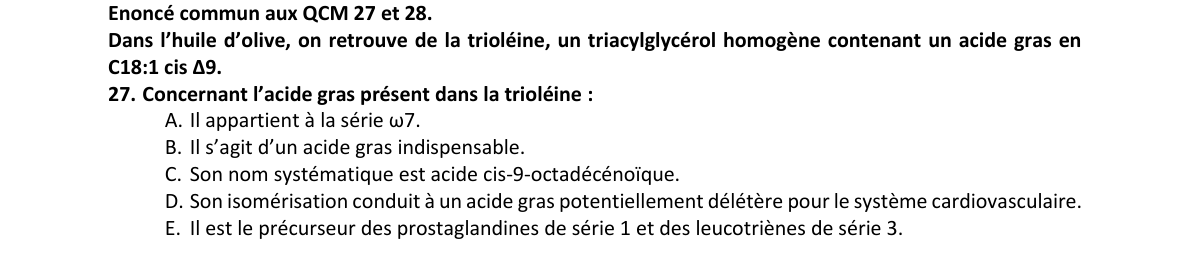 Enoncé commun aux QCM 27 et 28.
Dans l’huile d’olive, on retrouve de la trioléine, un triacylglycérol homogène contenant un acide gras en
C18:1 cis Δ9.
27. Concernant l’acide gras présent dans la trioléine :
A. Il appartient à la série ω7.
B. Il s’agit d’un acide gras indispensable.
C. Son nom systématique est acide cis-9-octadécénoïque.
D. Son isomérisation conduit à un acide gras potentiellement délétère pour le système cardiovasculaire.
E. Il est le précurseur des prostaglandines de série 1 et des leucotriènes de série 3.